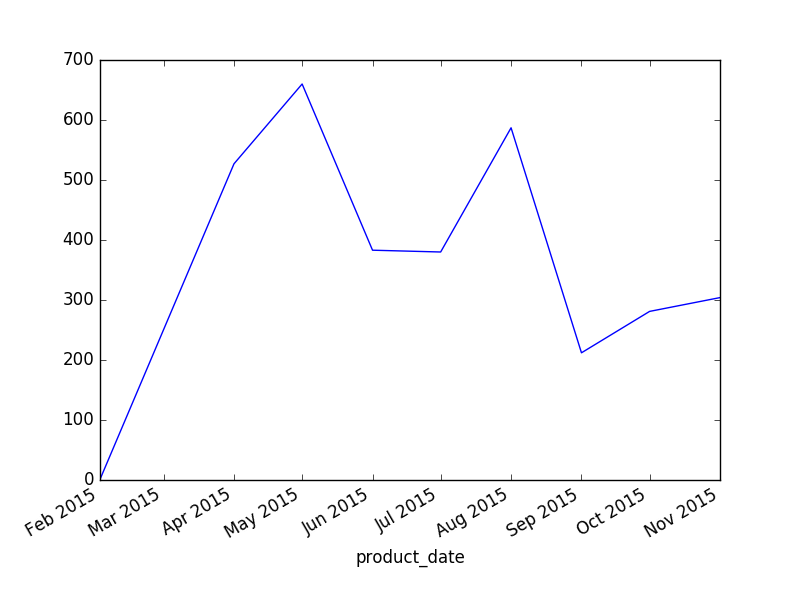 700
600
500
400
300
200
100
0
Feb 2015
Mar 2015
Apr 2015
May 2015
Jun 2015
Jul 2015
Aug 2015
Sep 2015
Oct 2015
Nov 2015
product_date